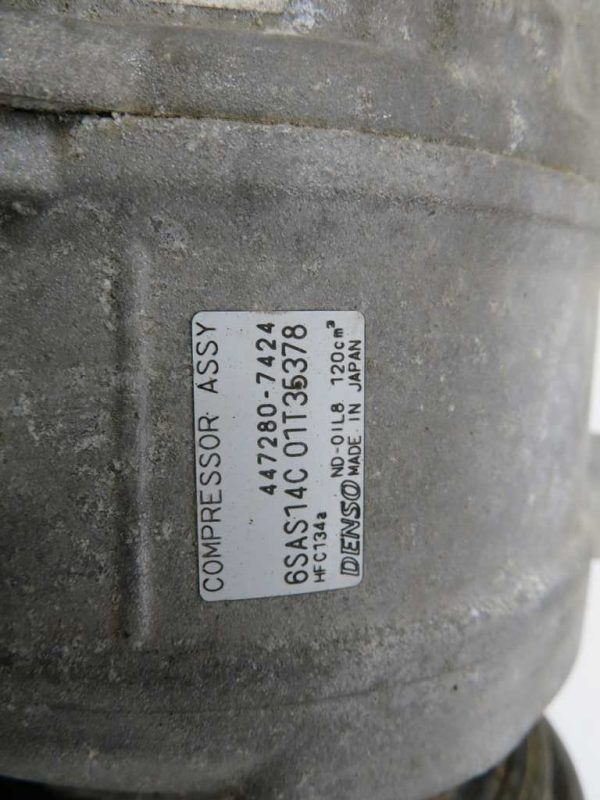 COMPRESSOR ASSY
447280-7424
6SAS14C 01T35378
HFC134a ND-OIL8 120cm³
DENSO MADE IN JAPAN